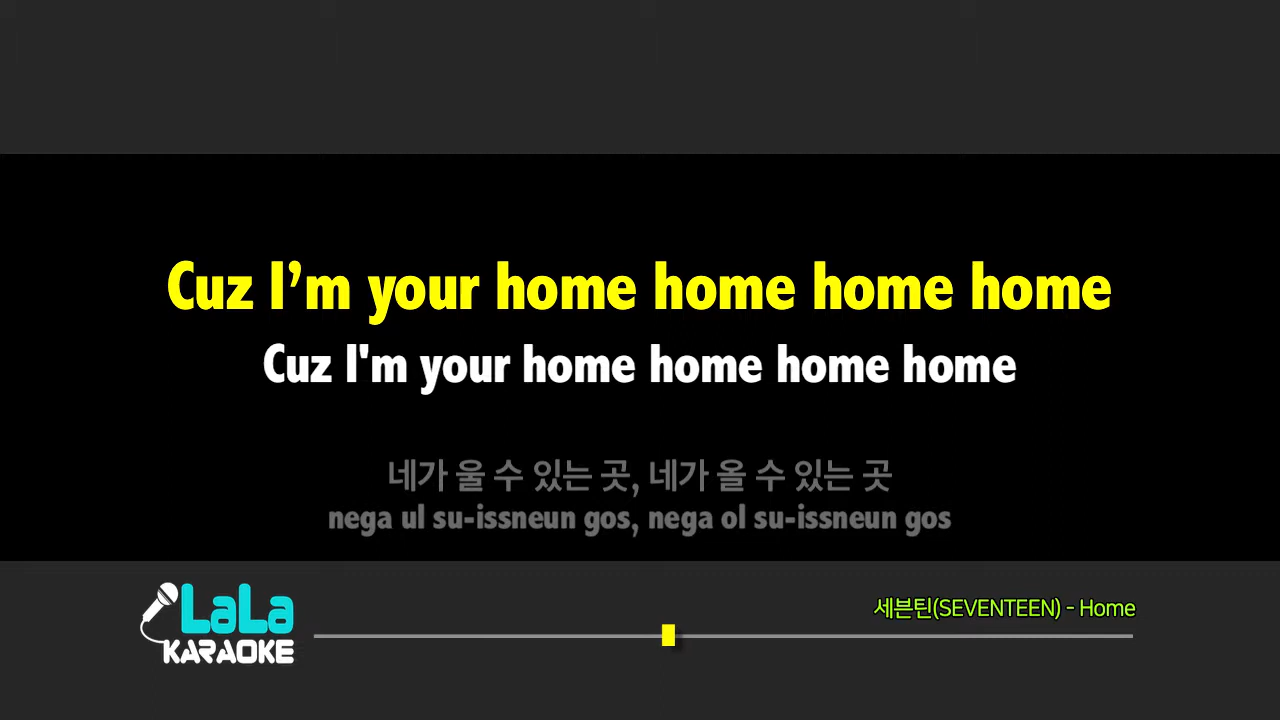 Cuz I’m your home home home home
Cuz I'm your home home home home
네가 울 수 있는 곳, 네가 올 수 있는 곳
nega ul su-issneun gos, nega ol su-issneun gos
LaLa
KARAOKE
세븐틴(SEVENTEEN) - Home